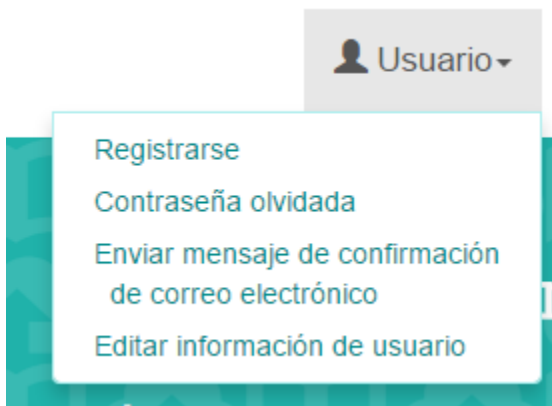 Usuario
Registrarse
Contraseña olvidada
Enviar mensaje de confirmación
de correo electrónico
Editar información de usuario